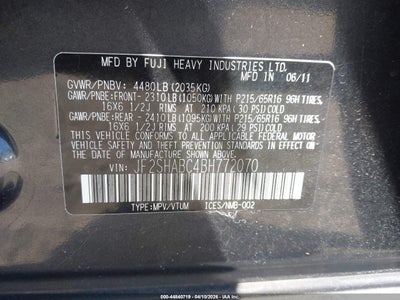 MFD BY FUJI HEAVY INDUSTRIES LTD.
MFD IN 06/11
GVWR/PNBV: 4480LB(2035KG)
GAWR/PNBE:FRONT- 2310LB(1050KG)WITH P215/65R16 96H TIRES,
16X6 1/2J RIMS AT 210 KPA(30 PSI)COLD
GAWR/PNBE:REAR - 2410LB(1095KG)WITH P215/65R16 96H TIRES,
16X6 1/2J RIMS AT 200 KPA(29 PSI)COLD
THIS VEHICLE CONFORMS TO ALL APPLICABLE FEDERAL MOTOR
VEHICLE SAFETY, BUMPER, AND THEFT PREVENTION STANDARDS
IN EFFECT ON THE DATE OF MANUFACTURE SHOWN ABOVE.
VIN: JF2SHABC4BH772070
TYPE:MPV/VTUM ICES/NMB-002
000-44840719 - 04/10/2026 - IAA Inc.